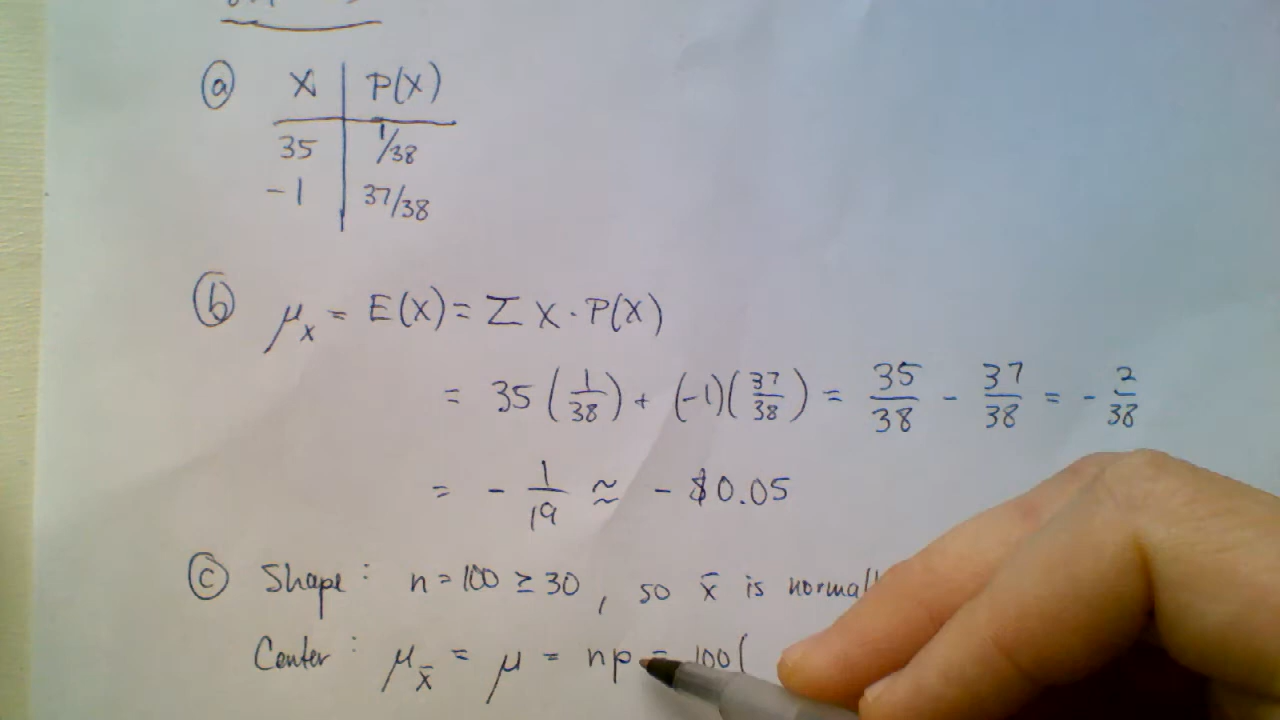 ⓐ X P(X)
35 1/38
-1 37/38
ⓑ μₓ = E(X) = Σ X · P(X)
= 35 (1/38) + (-1)(37/38) = 35/38 - 37/38 = - 2/38
= - 1/19 ≈ - $0.05
ⓒ Shape : n = 100 ≥ 30 , so x̄ is normal
Center : μ_x̄ = μ = np = 100(